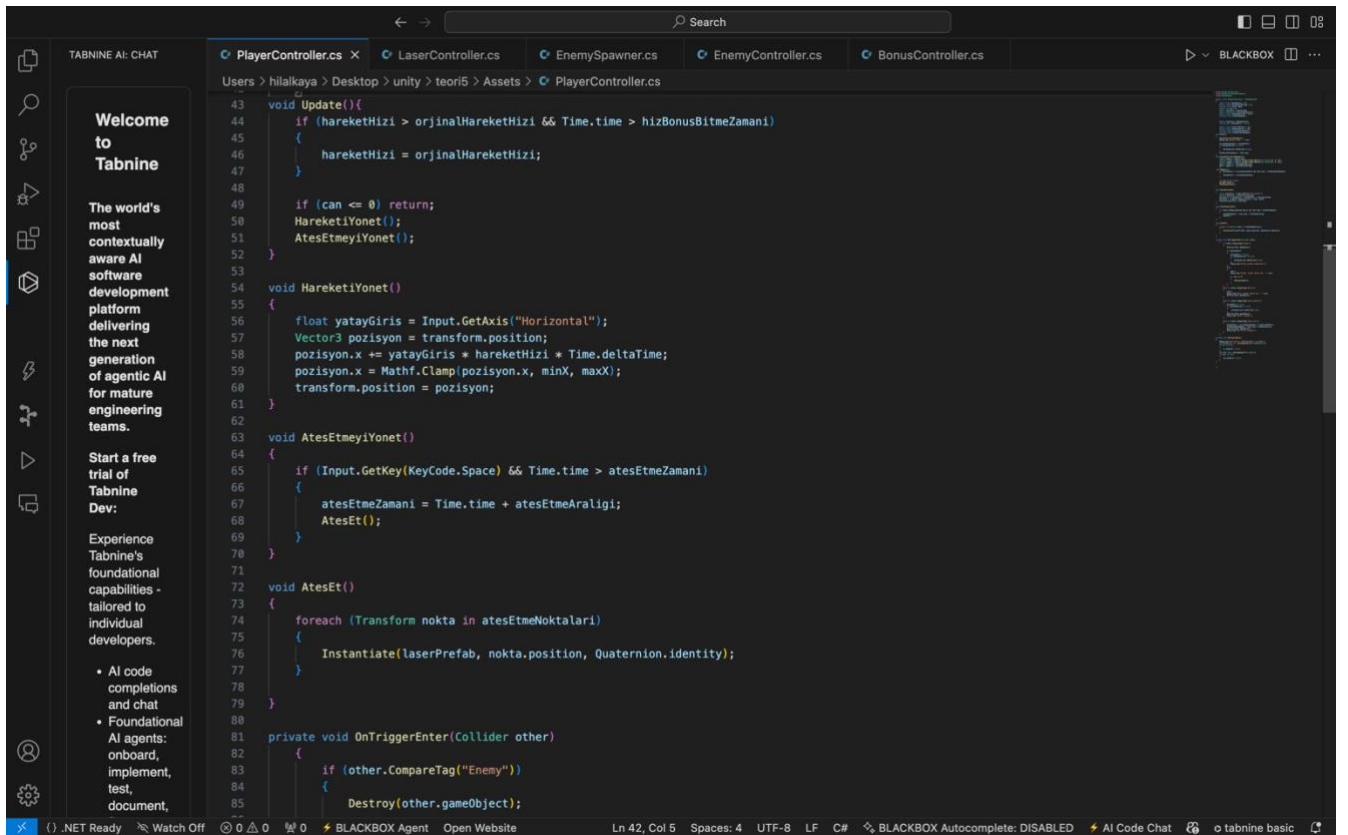 Search
TABNINE AI: CHAT
PlayerController.cs
LaserController.cs
EnemySpawner.cs
EnemyController.cs
BonusController.cs
BLACKBOX
Users > hilalkaya > Desktop > unity > teori5 > Assets > PlayerController.cs
Welcome
to
Tabnine
The world's
most
contextually
aware AI
software
development
platform
delivering
the next
generation
of agentic AI
for mature
engineering
teams.
Start a free
trial of
Tabnine
Dev:
Experience
Tabnine's
foundational
capabilities -
tailored to
individual
developers.
• AI code
completions
and chat
• Foundational
AI agents:
onboard,
implement,
test,
document,
43 void Update(){
44 if (hareketHizi > orjinalHareketHizi && Time.time > hizBonusBitmeZamani)
45 {
46 hareketHizi = orjinalHareketHizi;
47 }
48
49 if (can <= 0) return;
50 HareketiYonet();
51 AtesEtmeyiYonet();
52 }
53
54 void HareketiYonet()
55 {
56 float yatayGiris = Input.GetAxis("Horizontal");
57 Vector3 pozisyon = transform.position;
58 pozisyon.x += yatayGiris * hareketHizi * Time.deltaTime;
59 pozisyon.x = Mathf.Clamp(pozisyon.x, minX, maxX);
60 transform.position = pozisyon;
61 }
62
63 void AtesEtmeyiYonet()
64 {
65 if (Input.GetKey(KeyCode.Space) && Time.time > atesEtmeZamani)
66 {
67 atesEtmeZamani = Time.time + atesEtmeAraligi;
68 AtesEt();
69 }
70 }
71
72 void AtesEt()
73 {
74 foreach (Transform nokta in atesEtmeNoktalari)
75 {
76 Instantiate(laserPrefab, nokta.position, Quaternion.identity);
77 }
78
79 }
80
81 private void OnTriggerEnter(Collider other)
82 {
83 if (other.CompareTag("Enemy"))
84 {
85 Destroy(other.gameObject);
{} .NET Ready Watch Off 0 0 0 BLACKBOX Agent Open Website Ln 42, Col 5 Spaces: 4 UTF-8 LF C# BLACKBOX Autocomplete: DISABLED AI Code Chat tabnine basic